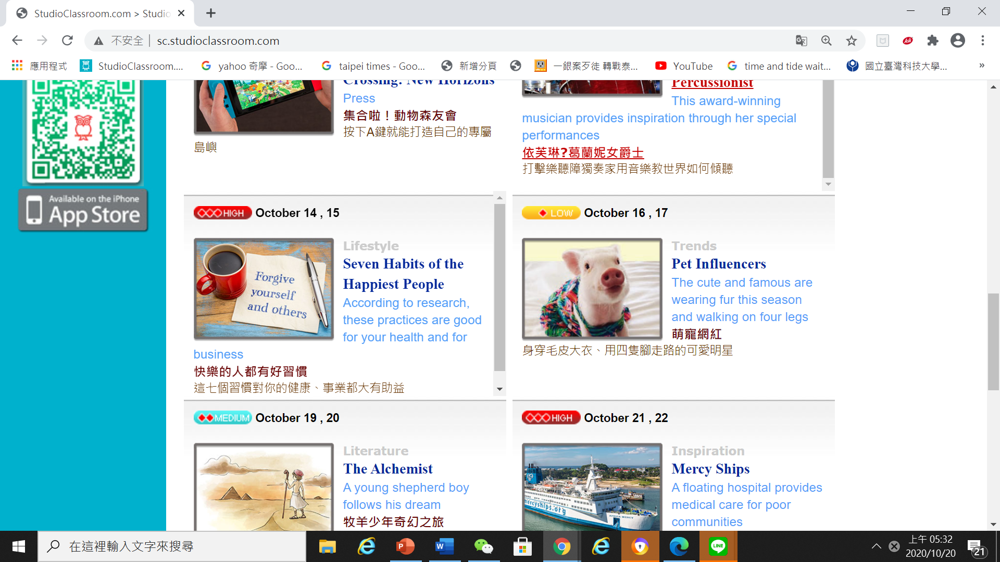 StudioClassroom.com > Studio
不安全
sc.studioclassroom.com
Ask
應用程式
StudioClassroom....
yahoo 奇摩 - Goo...
taipei times - Goo...
新增分頁
一銀案歹徒 轉戰泰...
YouTube
time and tide wait...
國立臺灣科技大學...
»
Available on the iPhone
App Store
Crossing: New Horizons
Press
集合啦！動物森友會
按下A鍵就能打造自己的專屬
島嶼
Percussionist
This award-winning
musician provides inspiration through her special
performances
依芙琳?葛蘭妮女爵士
打擊樂聽障獨奏家用音樂教世界如何傾聽
HIGH October 14 , 15
Forgive
yourself
and others
Lifestyle
Seven Habits of the
Happiest People
According to research,
these practices are good
for your health and for
business
快樂的人都有好習慣
這七個習慣對你的健康、事業都大有助益
LOW October 16 , 17
Trends
Pet Influencers
The cute and famous are
wearing fur this season
and walking on four legs
萌寵網紅
身穿毛皮大衣、用四隻腳走路的可愛明星
MEDIUM October 19 , 20
Literature
The Alchemist
A young shepherd boy
follows his dream
牧羊少年奇幻之旅
HIGH October 21 , 22
mercyships.org
AFRICA MERCY
Inspiration
Mercy Ships
A floating hospital provides
medical care for poor
communities
在這裡輸入文字來搜尋
P
W
LINE
上午 05:32
2020/10/20
21